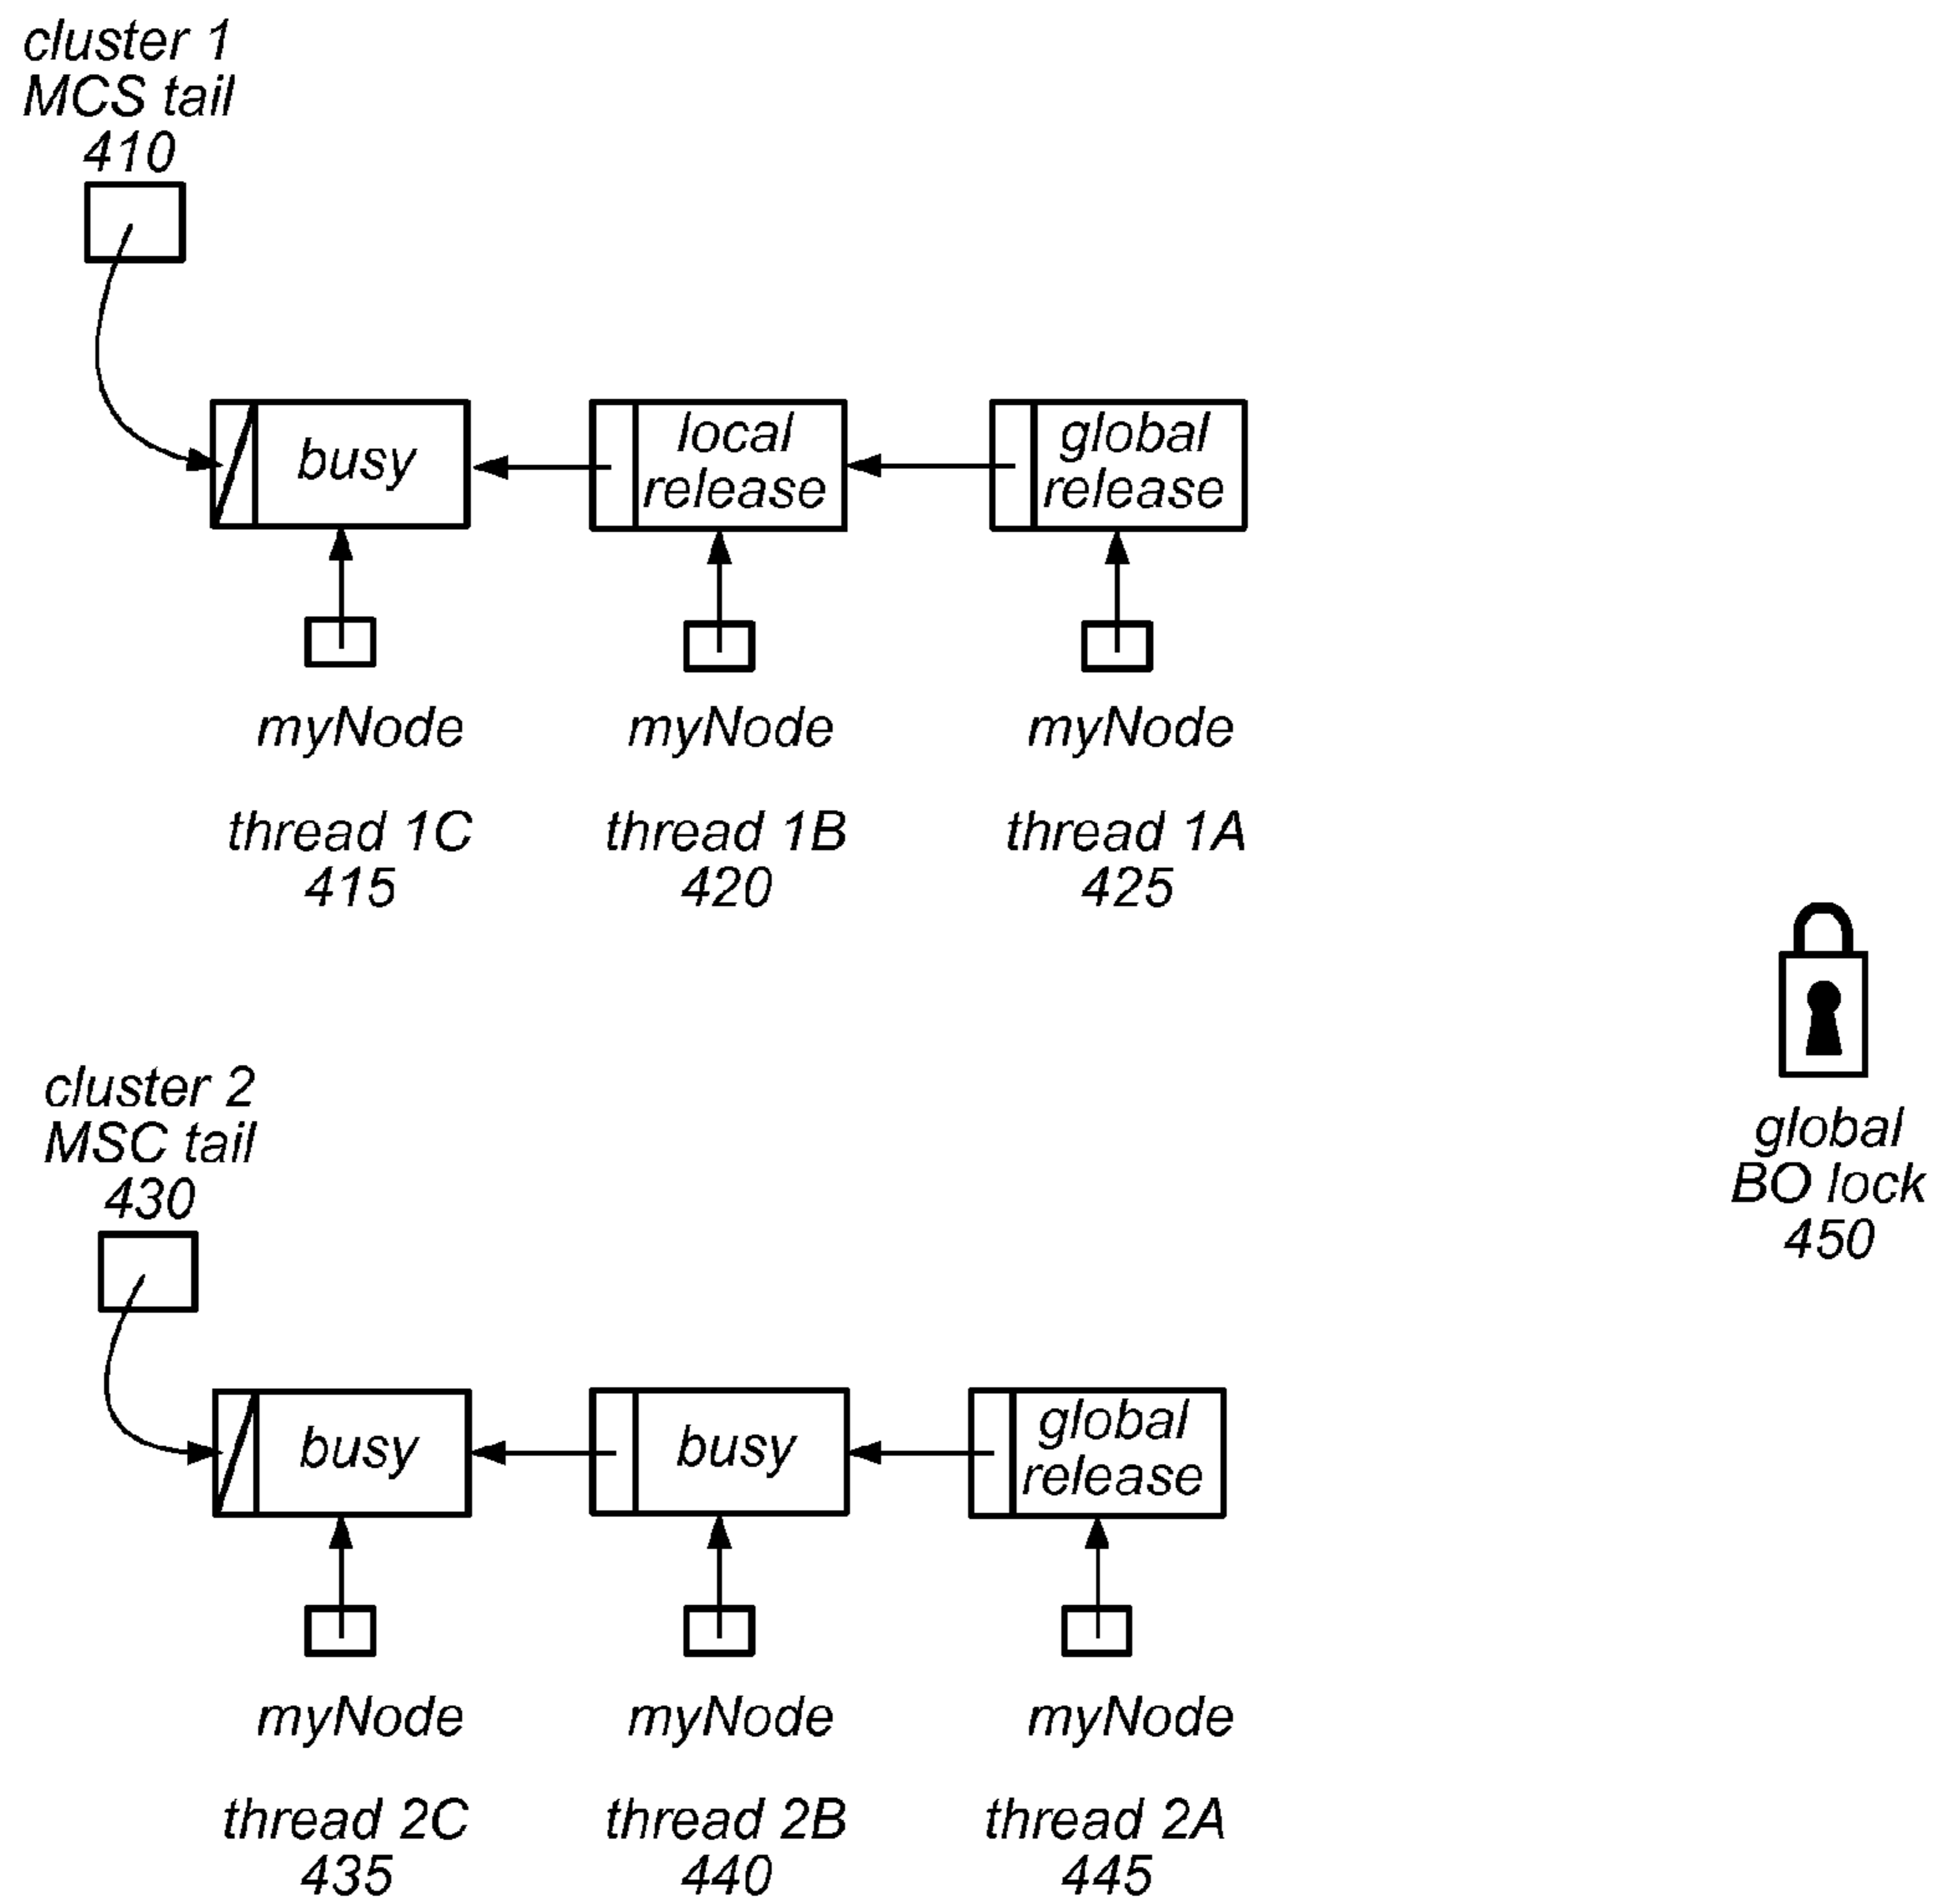 cluster 1
MCS tail
410
busy
local
release
global
release
myNode
myNode
myNode
thread 1C
415
thread 1B
420
thread 1A
425
global
BO lock
450
cluster 2
MSC tail
430
busy
busy
global
release
myNode
myNode
myNode
thread 2C
435
thread 2B
440
thread 2A
445